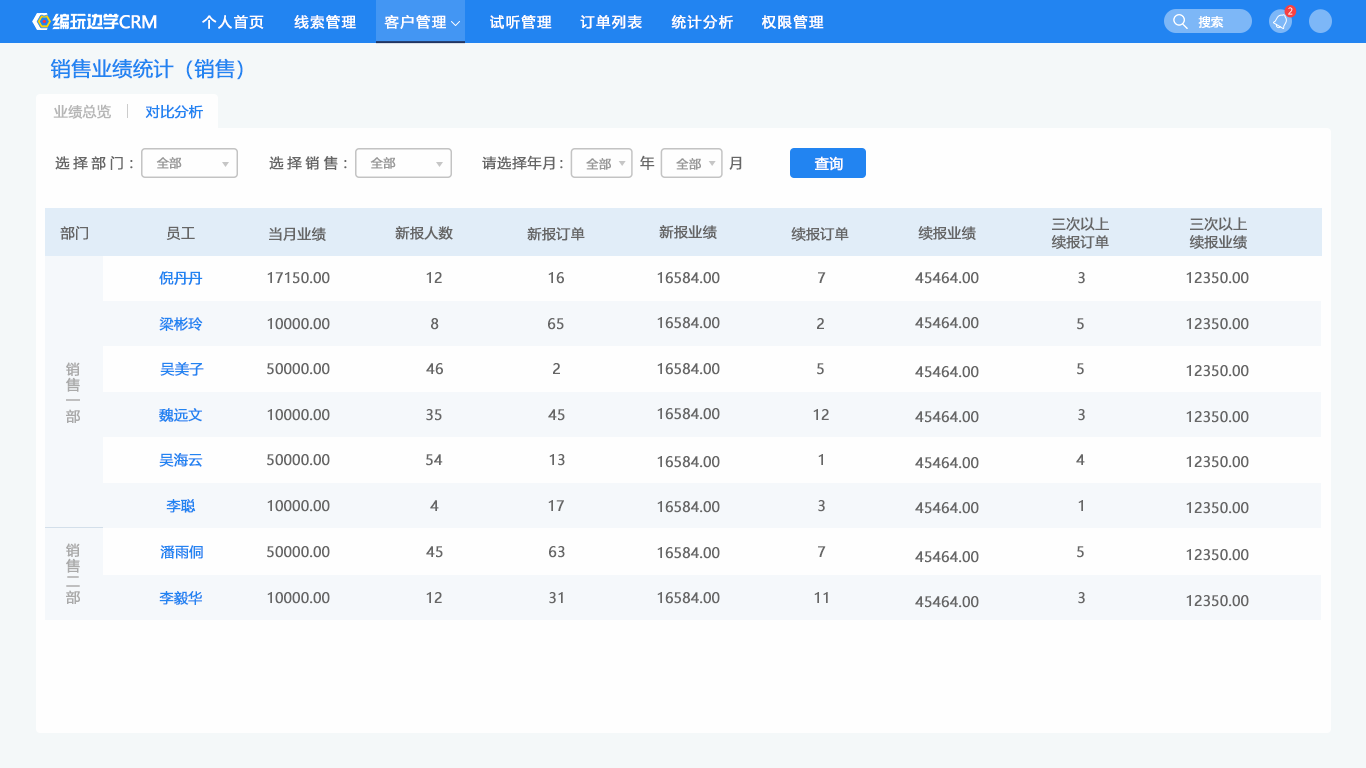 编玩边学CRM 个人首页 线索管理 客户管理 试听管理 订单列表 统计分析 权限管理 搜索 2
销售业绩统计（销售）
业绩总览 对比分析
选择部门： 全部 选择销售： 全部 请选择年月： 全部 年 全部 月 查询
部门 员工 当月业绩 新报人数 新报订单 新报业绩 续报订单 续报业绩 三次以上 三次以上
续报订单 续报业绩
倪丹丹 17150.00 12 16 16584.00 7 45464.00 3 12350.00
梁彬玲 10000.00 8 65 16584.00 2 45464.00 5 12350.00
销售一部
吴美子 50000.00 46 2 16584.00 5 45464.00 5 12350.00
魏远文 10000.00 35 45 16584.00 12 45464.00 3 12350.00
吴海云 50000.00 54 13 16584.00 1 45464.00 4 12350.00
李聪 10000.00 4 17 16584.00 3 45464.00 1 12350.00
销售二部
潘雨侗 50000.00 45 63 16584.00 7 45464.00 5 12350.00
李毅华 10000.00 12 31 16584.00 11 45464.00 3 12350.00